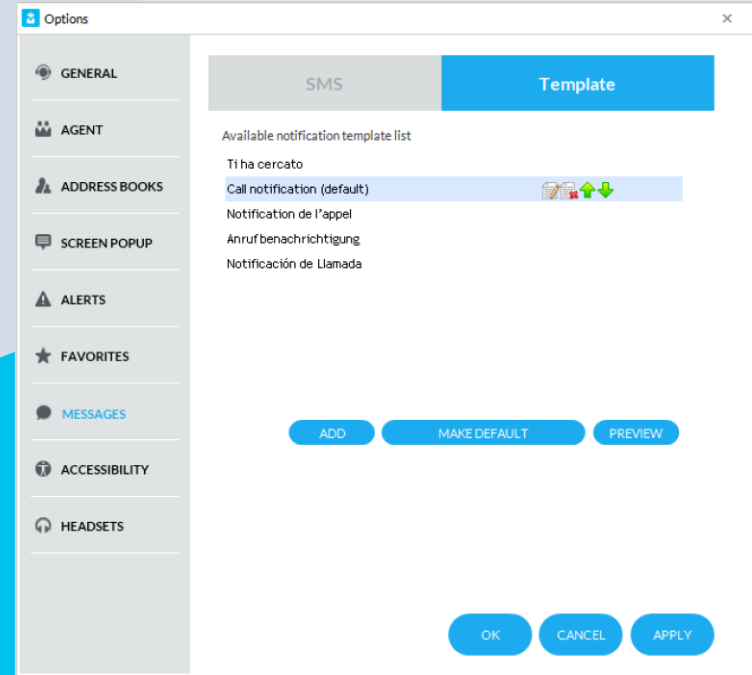 Options
GENERAL
AGENT
ADDRESS BOOKS
SCREEN POPUP
ALERTS
FAVORITES
MESSAGES
ACCESSIBILITY
HEADSETS
SMS
Template
Available notification template list
Ti ha cercato
Call notification (default)
Notification de l'appel
Anrufbenachrichtigung
Notificación de Llamada
ADD
MAKE DEFAULT
PREVIEW
OK
CANCEL
APPLY